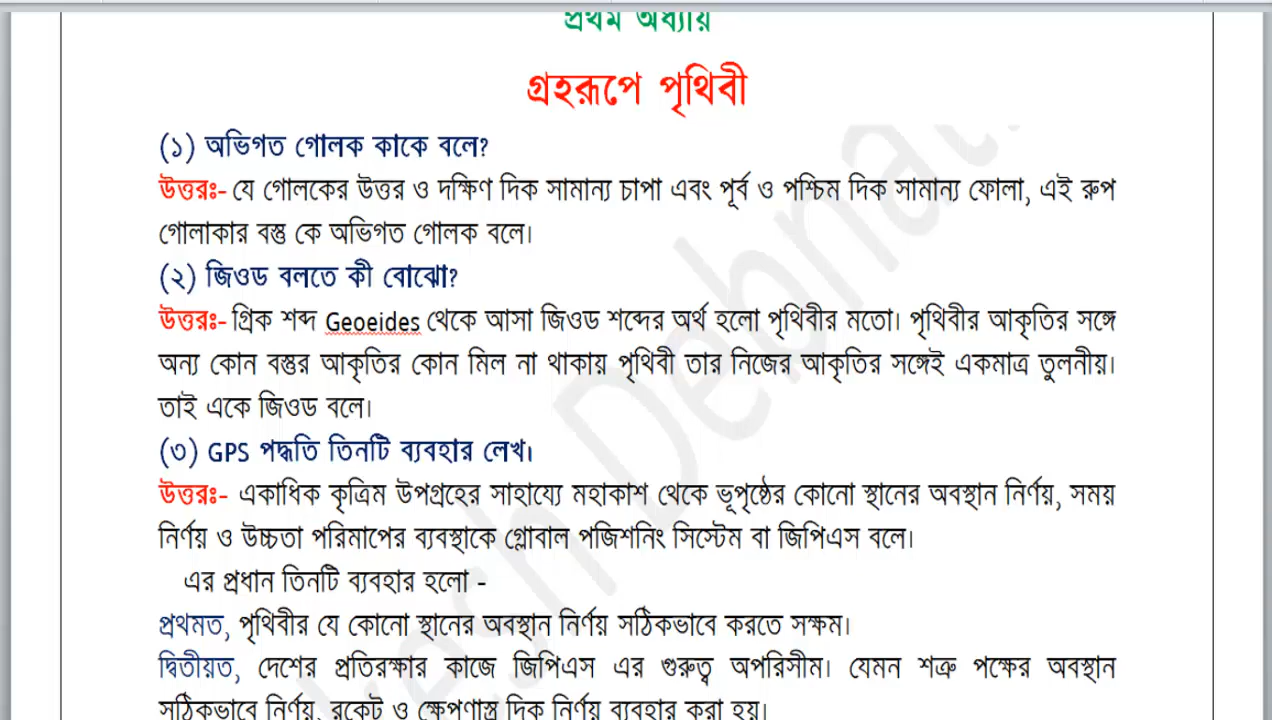 প্রথম অধ্যায়
গ্রহরূপে পৃথিবী
(১) অভিগত গোলক কাকে বলে?
উত্তরঃ- যে গোলকের উত্তর ও দক্ষিণ দিক সামান্য চাপা এবং পূর্ব ও পশ্চিম দিক সামান্য ফোলা, এই রুপ
গোলাকার বস্তু কে অভিগত গোলক বলে।
(২) জিওড বলতে কী বোঝো?
উত্তরঃ- গ্রিক শব্দ Geoeides থেকে আসা জিওড শব্দের অর্থ হলো পৃথিবীর মতো। পৃথিবীর আকৃতির সঙ্গে
অন্য কোন বস্তুর আকৃতির কোন মিল না থাকায় পৃথিবী তার নিজের আকৃতির সঙ্গেই একমাত্র তুলনীয়।
তাই একে জিওড বলে।
(৩) GPS পদ্ধতি তিনটি ব্যবহার লেখ।
উত্তরঃ- একাধিক কৃত্রিম উপগ্রহের সাহায্যে মহাকাশ থেকে ভূপৃষ্ঠের কোনো স্থানের অবস্থান নির্ণয়, সময়
নির্ণয় ও উচ্চতা পরিমাপের ব্যবস্থাকে গ্লোবাল পজিশনিং সিস্টেম বা জিপিএস বলে।
এর প্রধান তিনটি ব্যবহার হলো -
প্রথমত, পৃথিবীর যে কোনো স্থানের অবস্থান নির্ণয় সঠিকভাবে করতে সক্ষম।
দ্বিতীয়ত, দেশের প্রতিরক্ষার কাজে জিপিএস এর গুরুত্ব অপরিসীম। যেমন শত্রু পক্ষের অবস্থান
সঠিকভাবে নির্ণয়, রকেট ও ক্ষেপণাস্ত্র দিক নির্ণয় ব্যবহার করা হয়।